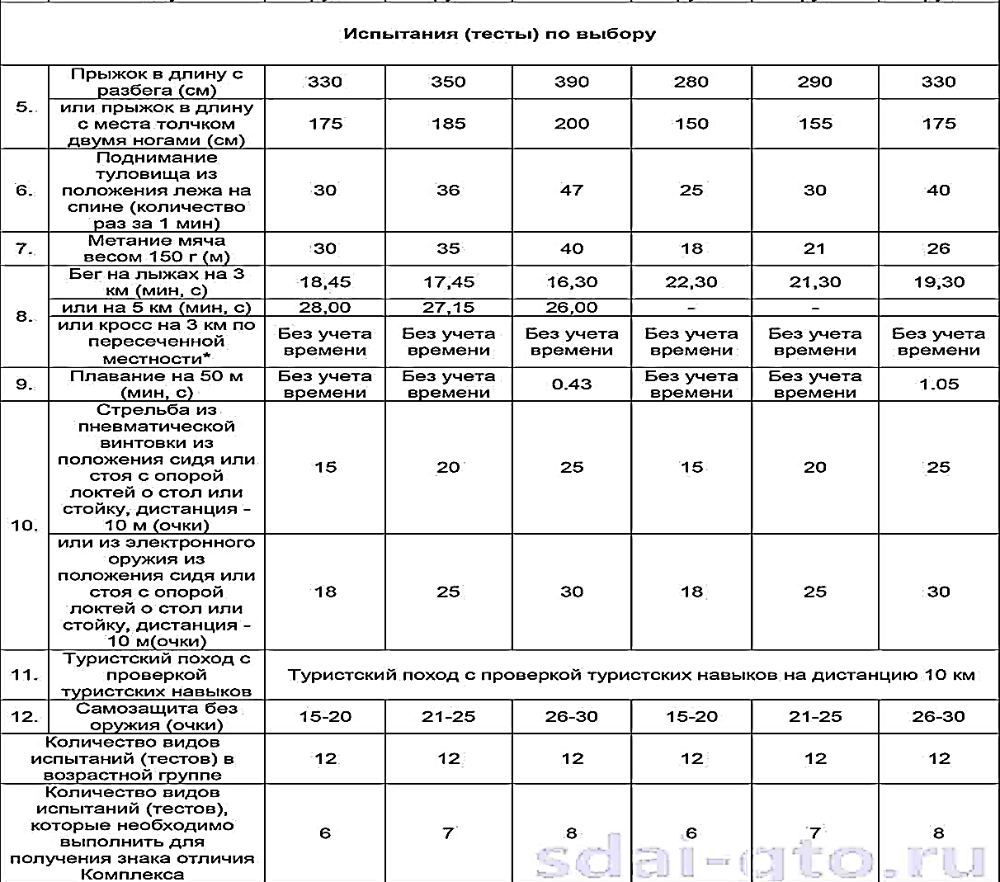 Испытания (тесты) по выбору
5.
Прыжок в длину с
разбега (см)
330 350 390 280 290 330
или прыжок в длину
с места толчком
двумя ногами (см)
175 185 200 150 155 175
6.
Поднимание
туловища из
положения лежа на
спине (количество
раз за 1 мин)
30 36 47 25 30 40
7.
Метание мяча
весом 150 г (м)
30 35 40 18 21 26
8.
Бег на лыжах на 3
км (мин, с)
18,45 17,45 16,30 22,30 21,30 19,30
или на 5 км (мин, с)
28,00 27,15 26,00 - -
или кросс на 3 км по
пересеченной
местности*
Без учета Без учета Без учета Без учета Без учета Без учета
времени времени времени времени времени времени
9.
Плавание на 50 м
(мин, с)
Без учета Без учета 0.43 Без учета Без учета 1.05
времени времени времени времени
10.
Стрельба из
пневматической
винтовки из
положения сидя или
стоя с опорой
локтей о стол или
стойку, дистанция -
10 м (очки)
15 20 25 15 20 25
или из электронного
оружия из
положения сидя или
стоя с опорой
локтей о стол или
стойку, дистанция -
10 м(очки)
18 25 30 18 25 30
11.
Туристский поход с
проверкой
туристских навыков
Туристский поход с проверкой туристских навыков на дистанцию 10 км
12.
Самозащита без
оружия (очки)
15-20 21-25 26-30 15-20 21-25 26-30
Количество видов
испытаний (тестов) в
возрастной группе
12 12 12 12 12 12
Количество видов
испытаний (тестов),
которые необходимо
выполнить для
получения знака отличия
Комплекса
6 7 8 6 7 8
sdai-gto.ru